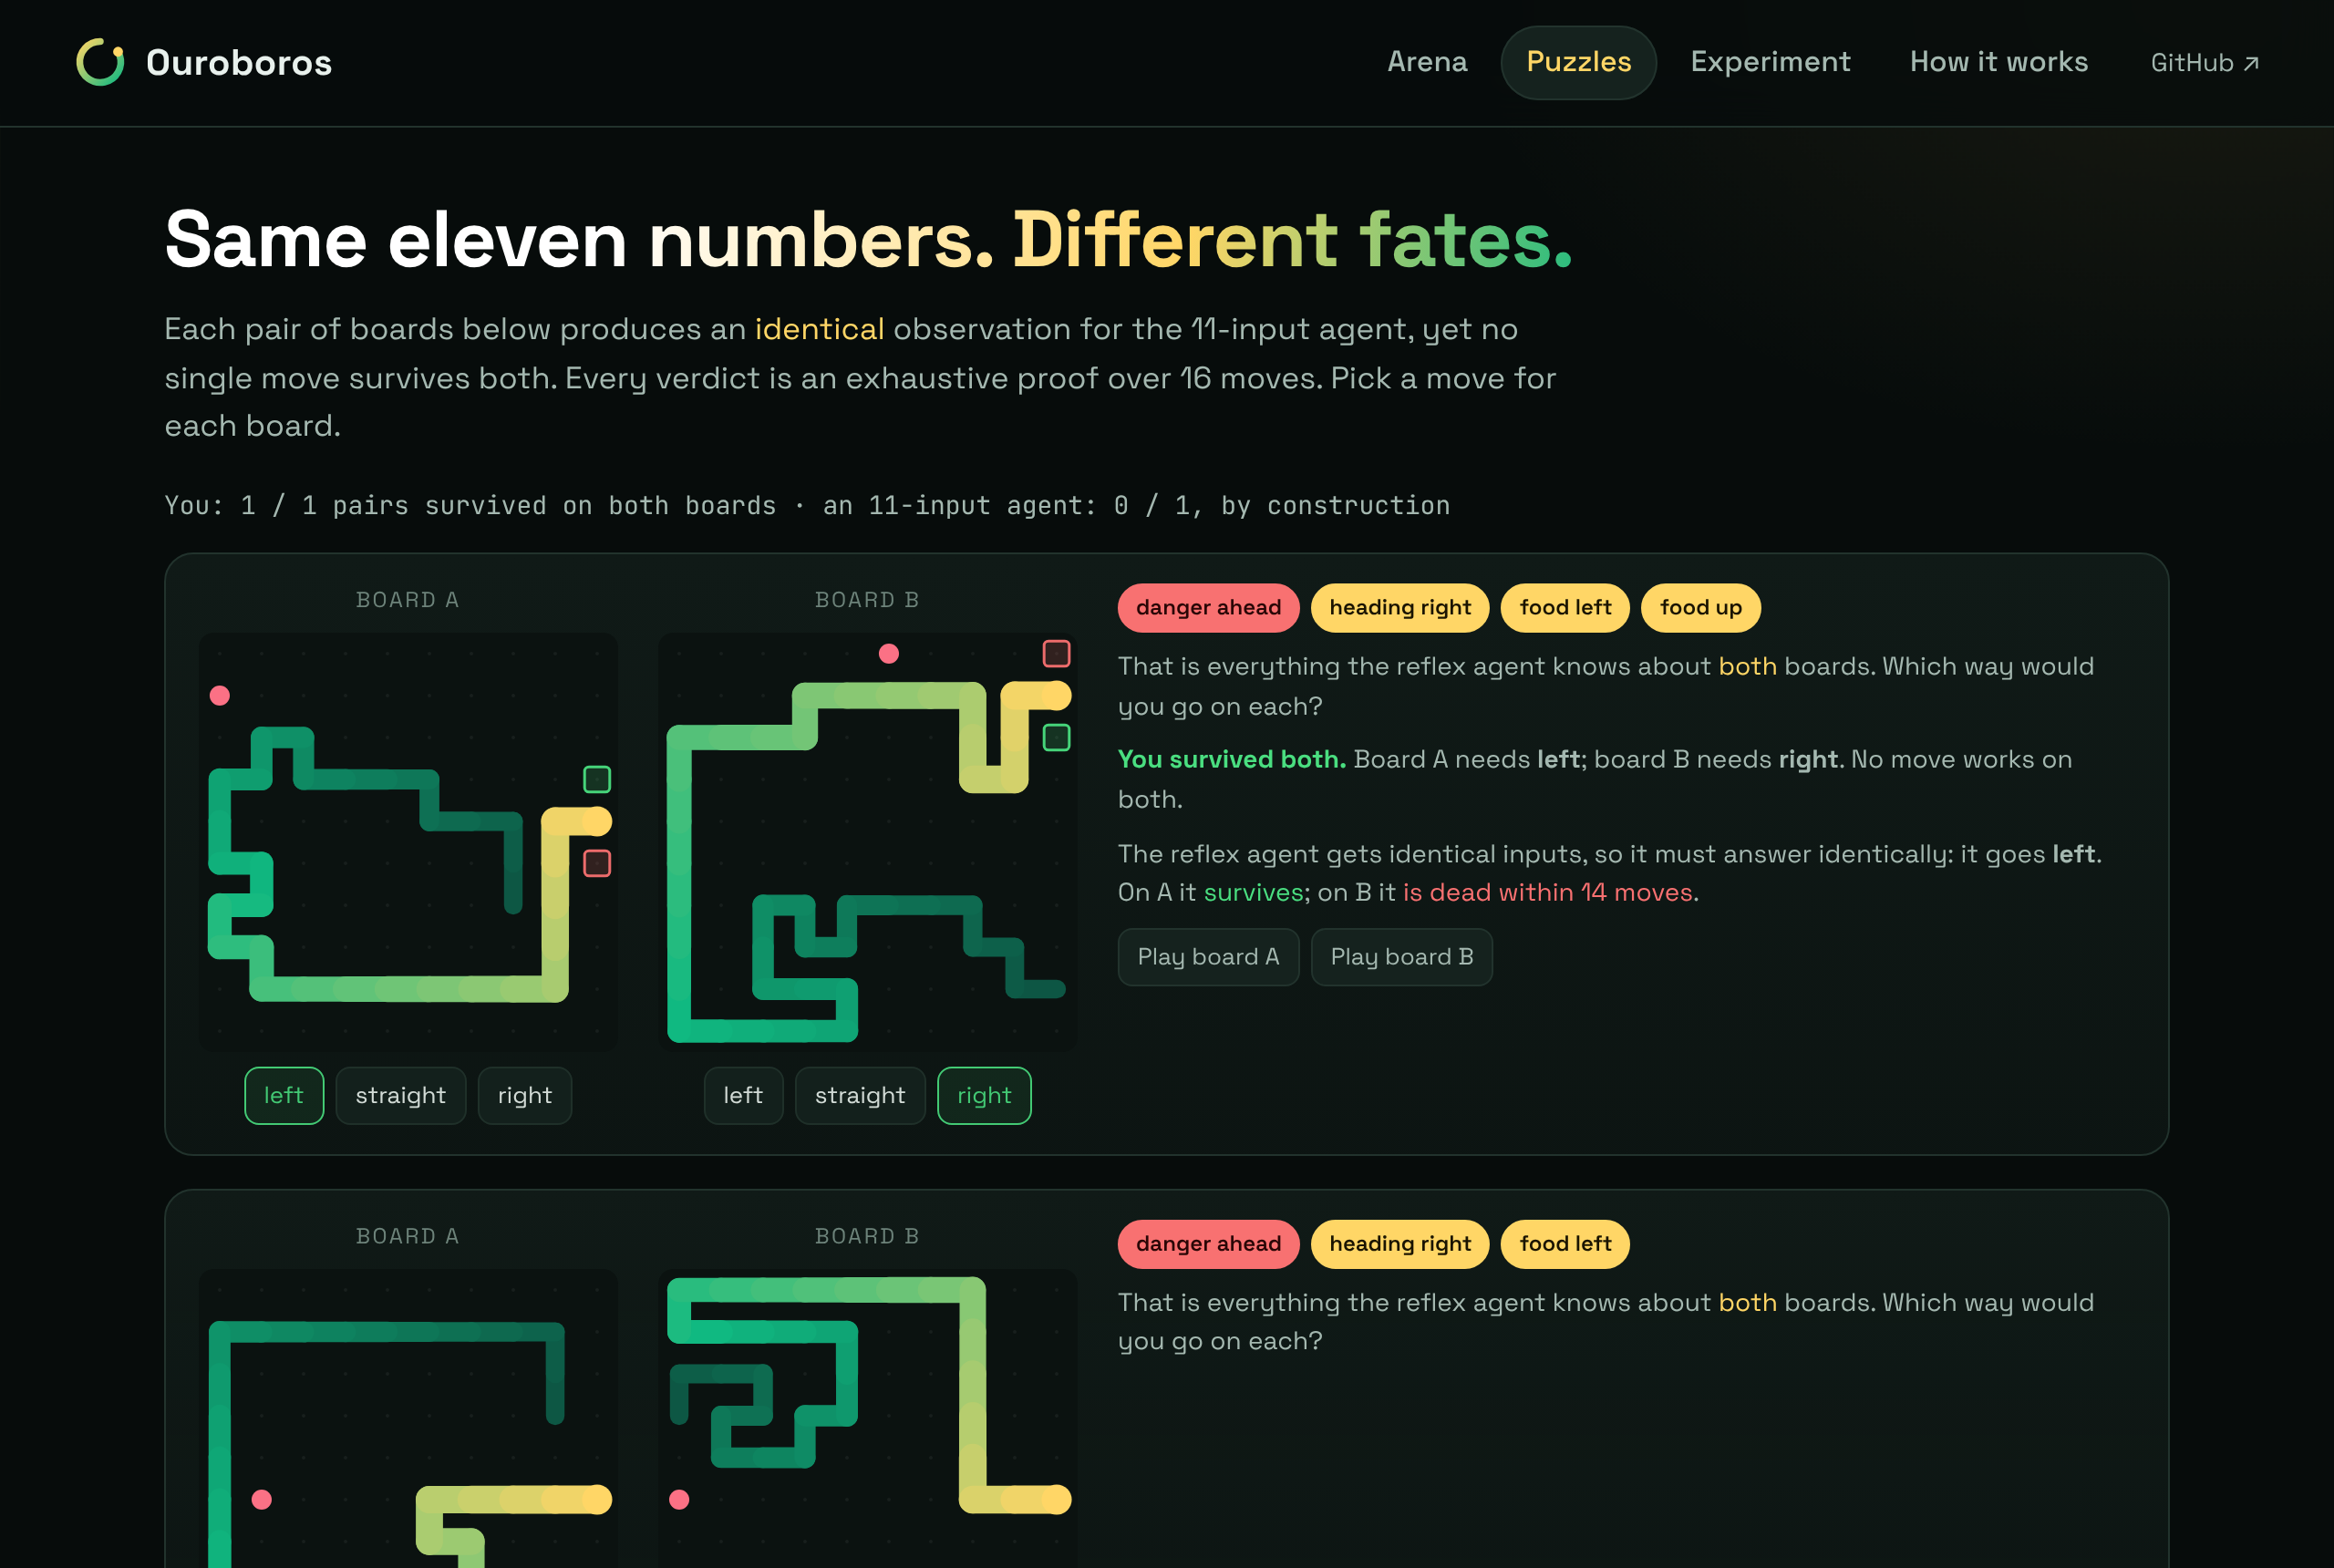 Ouroboros
Arena
Puzzles
Experiment
How it works
GitHub ↗
Same eleven numbers. Different fates.
Each pair of boards below produces an identical observation for the 11-input agent, yet no
single move survives both. Every verdict is an exhaustive proof over 16 moves. Pick a move for
each board.
You: 1 / 1 pairs survived on both boards · an 11-input agent: 0 / 1, by construction
BOARD A
BOARD B
left
straight
right
left
straight
right
danger ahead
heading right
food left
food up
That is everything the reflex agent knows about both boards. Which way would
you go on each?
You survived both. Board A needs left; board B needs right. No move works on
both.
The reflex agent gets identical inputs, so it must answer identically: it goes left.
On A it survives; on B it is dead within 14 moves.
Play board A
Play board B
BOARD A
BOARD B
danger ahead
heading right
food left
That is everything the reflex agent knows about both boards. Which way would
you go on each?